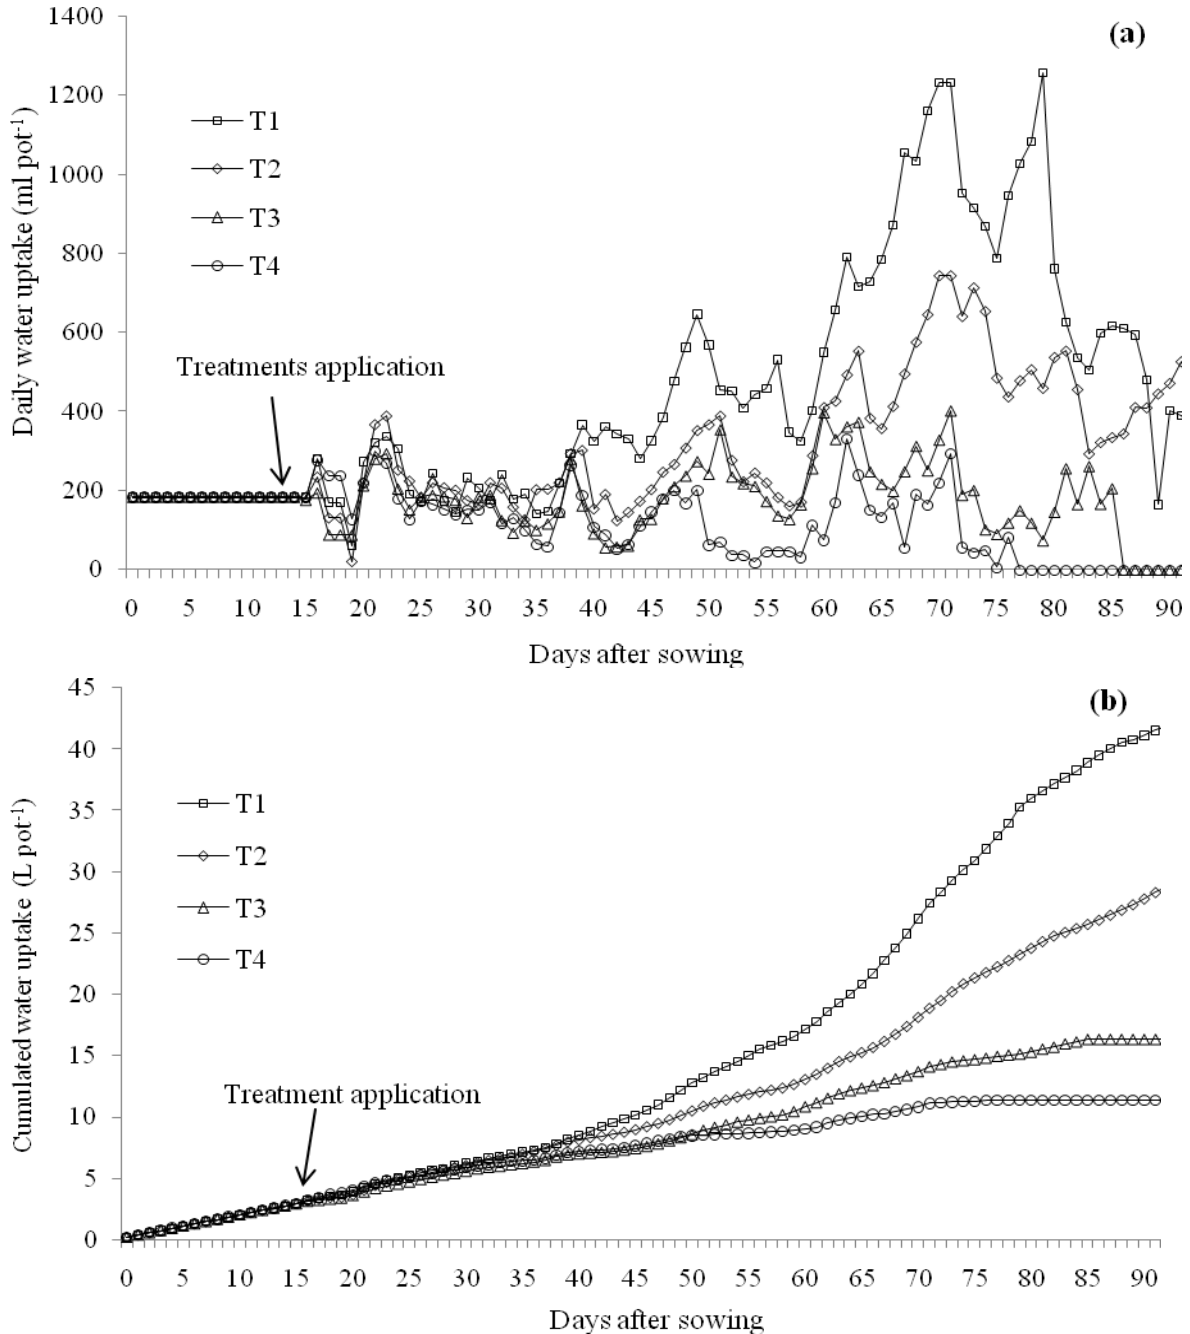 (a)
1400
1200
1000
800
600
400
200
0
Daily water uptake (ml pot-1)
T1
T2
T3
T4
Treatments application
0 5 10 15 20 25 30 35 40 45 50 55 60 65 70 75 80 85 90
Days after sowing
(b)
45
40
35
30
25
20
15
10
5
0
Cumulated water uptake (L pot-1)
T1
T2
T3
T4
Treatment application
0 5 10 15 20 25 30 35 40 45 50 55 60 65 70 75 80 85 90
Days after sowing